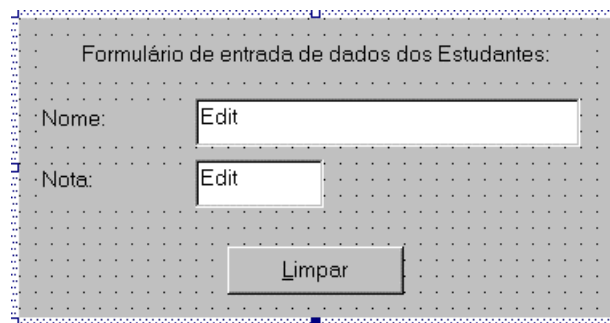 Formulário de entrada de dados dos Estudantes:
Nome: Edit
Nota: Edit
Limpar